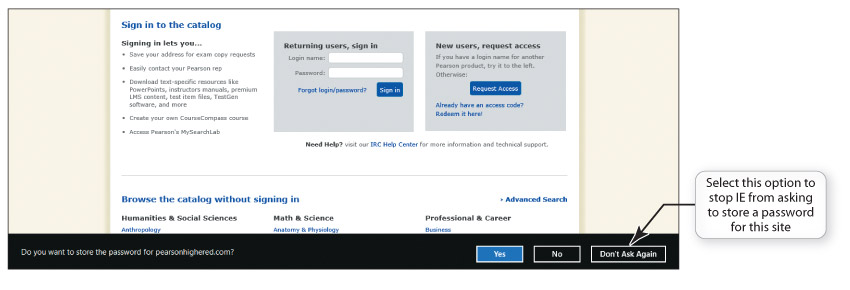 Sign in to the catalog
Signing in lets you...
• Save your address for exam copy requests
• Easily contact your Pearson rep
• Download text-specific resources like
PowerPoints, instructors manuals, premium
LMS content, test item files, TestGen
software, and more
• Create your own CourseCompass course
• Access Pearson's MySearchLab
Returning users, sign in
Login name:
Password:
Forgot login/password?
Sign in
New users, request access
If you have a login name for another
Pearson product, try it to the left.
Otherwise:
Request Access
Already have an access code?
Redeem it here!
Need Help? visit our IRC Help Center for more information and technical support.
Browse the catalog without signing in
› Advanced Search
Humanities & Social Sciences
Anthropology
Math & Science
Anatomy & Physiology
Professional & Career
Business
Do you want to store the password for pearsonhighered.com?
Yes
No
Don't Ask Again
Select this option to
stop IE from asking
to store a password
for this site